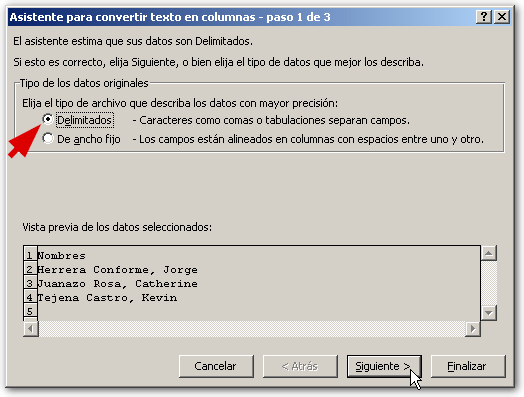 Asistente para convertir texto en columnas - paso 1 de 3
El asistente estima que sus datos son Delimitados.
Si esto es correcto, elija Siguiente, o bien elija el tipo de datos que mejor los describa.
Tipo de los datos originales
Elija el tipo de archivo que describa los datos con mayor precisión:
Delimitados - Caracteres como comas o tabulaciones separan campos.
De ancho fijo - Los campos están alineados en columnas con espacios entre uno y otro.
Vista previa de los datos seleccionados:
1 Nombres
2 Herrera Conforme, Jorge
3 Juanazo Rosa, Catherine
4 Tejena Castro, Kevin
5
Cancelar < Atrás Siguiente > Finalizar